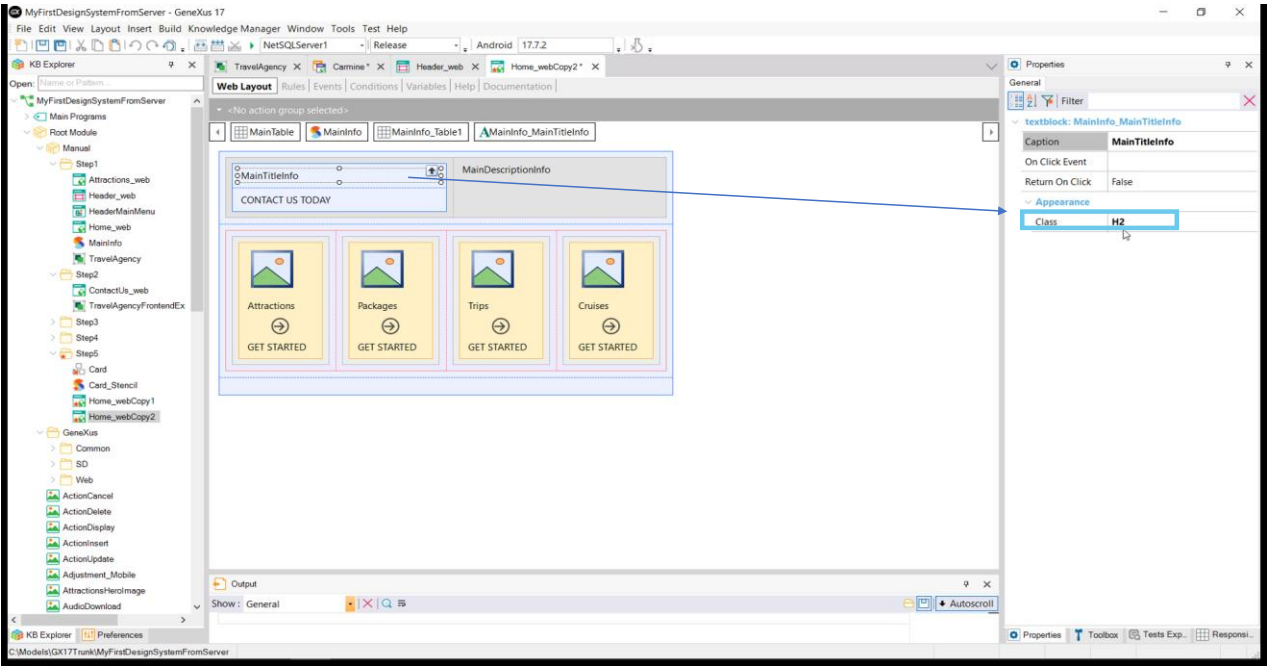 MyFirstDesignSystemFromServer - GeneXus 17
File Edit View Layout Insert Build Knowledge Manager Window Tools Test Help
NetSQLServer1 Release Android 17.7.2
KB Explorer
Open: Name or Pattern...
MyFirstDesignSystemFromServer
Main Programs
Root Module
Manual
Step1
Attractions_web
Header_web
HeaderMainMenu
Home_web
MainInfo
TravelAgency
Step2
ContactUs_web
TravelAgencyFrontendEx
Step3
Step4
Step5
Card
Card_Stencil
Home_webCopy1
Home_webCopy2
GeneXus
Common
SD
Web
ActionCancel
ActionDelete
ActionDisplay
ActionInsert
ActionUpdate
Adjustment_Mobile
AttractionsHeroImage
AudioDownload
KB Explorer Preferences
C:\Models\GX17Trunk\MyFirstDesignSystemFromServer
TravelAgency Carmine* Header_web Home_webCopy2*
Web Layout Rules Events Conditions Variables Help Documentation
<No action group selected>
MainTable MainInfo MainInfo_Table1 MainInfo_MainTitleInfo
MainTitleInfo MainDescriptionInfo
CONTACT US TODAY
Attractions Packages Trips Cruises
GET STARTED GET STARTED GET STARTED GET STARTED
Output
Show: General Autoscroll
Properties
General
Filter
textblock: MainInfo_MainTitleInfo
Caption MainTitleInfo
On Click Event
Return On Click False
Appearance
Class H2
Properties Toolbox Tests Exp... Responsi...